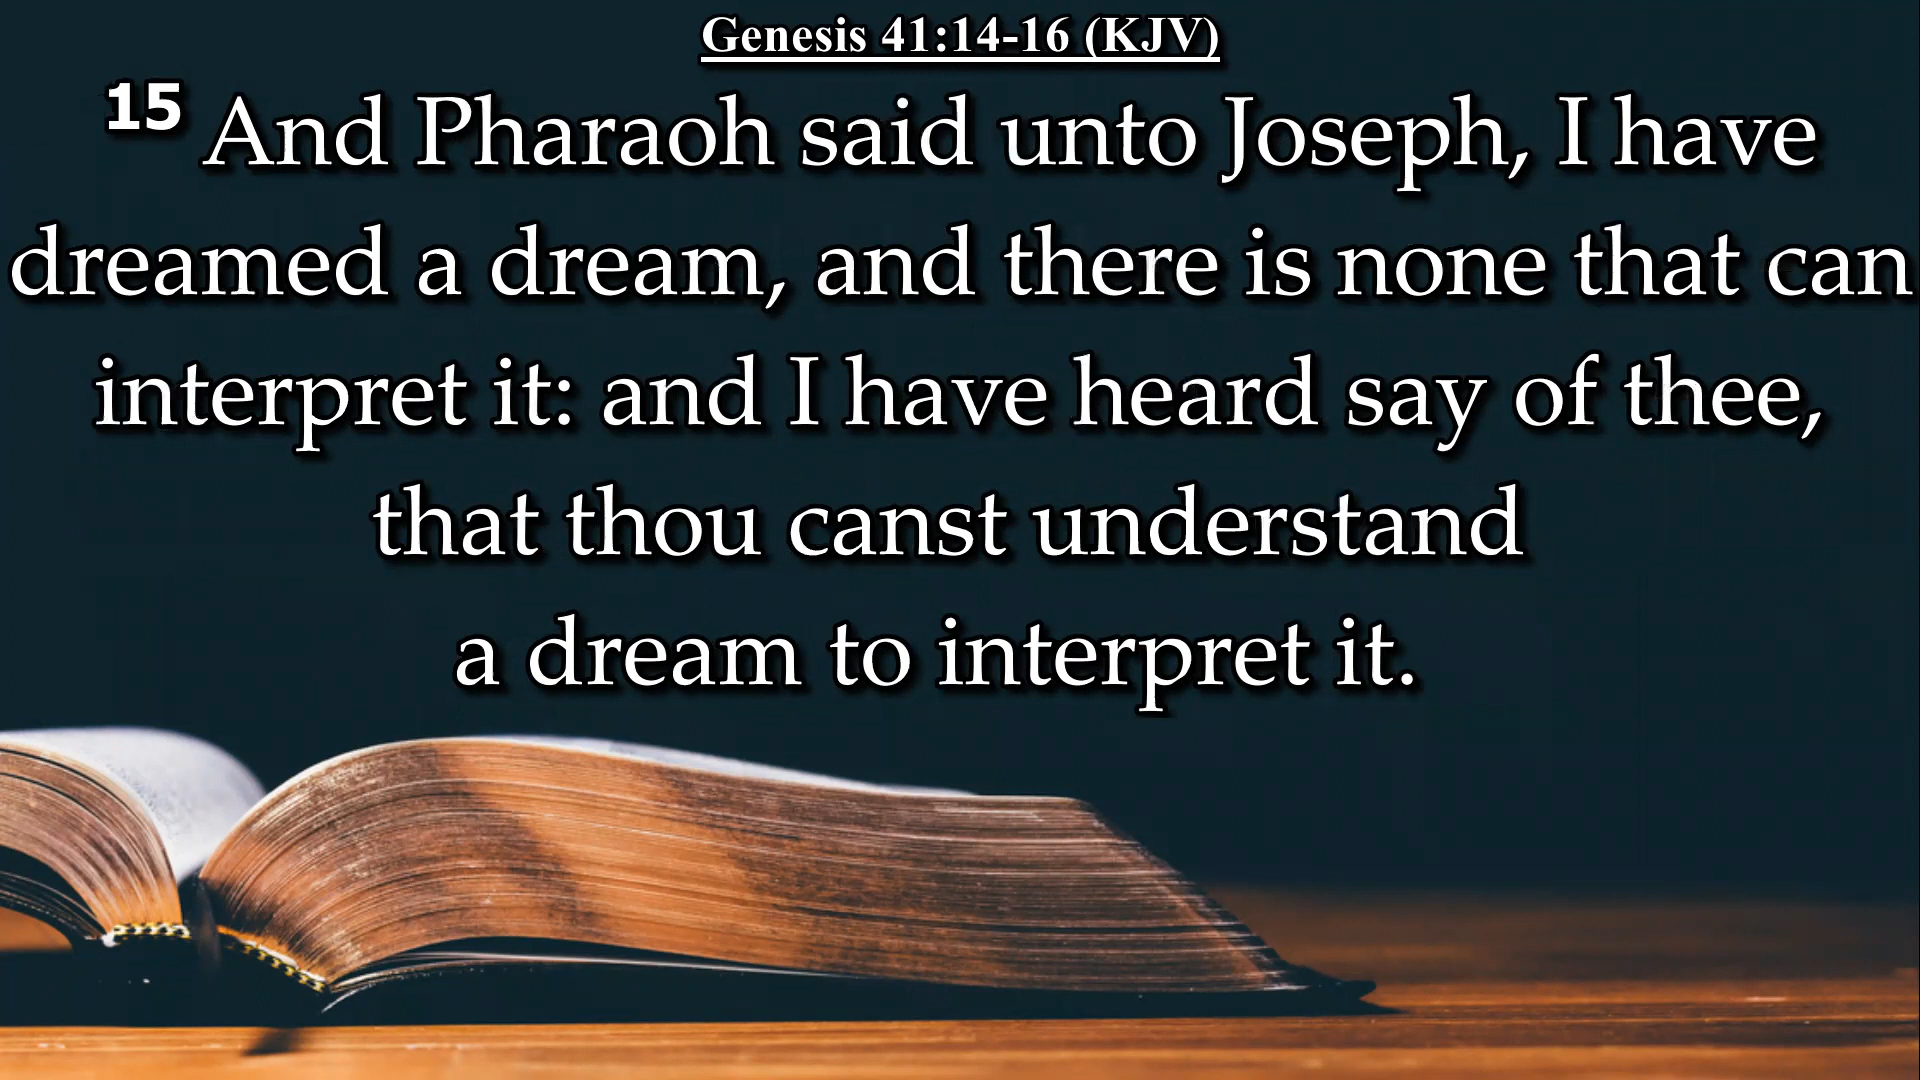 Genesis 41:14-16 (KJV)
15 And Pharaoh said unto Joseph, I have
dreamed a dream, and there is none that can
interpret it: and I have heard say of thee,
that thou canst understand
a dream to interpret it.